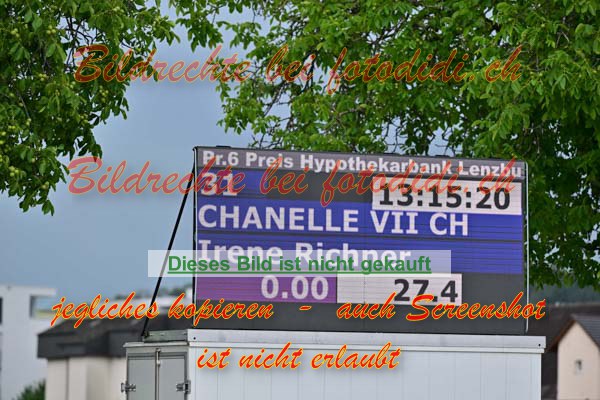 Bildrechte bei fotodidi.ch
Pr.6 Preis Hypothekarbank Lenzbu
Bildrechte bei fotodidi.ch
31 13:15:20
CHANELLE VII CH
Irene Richner
Dieses Bild ist nicht gekauft
0.00 27.4
jegliches kopieren - auch Screenshot
ist nicht erlaubt